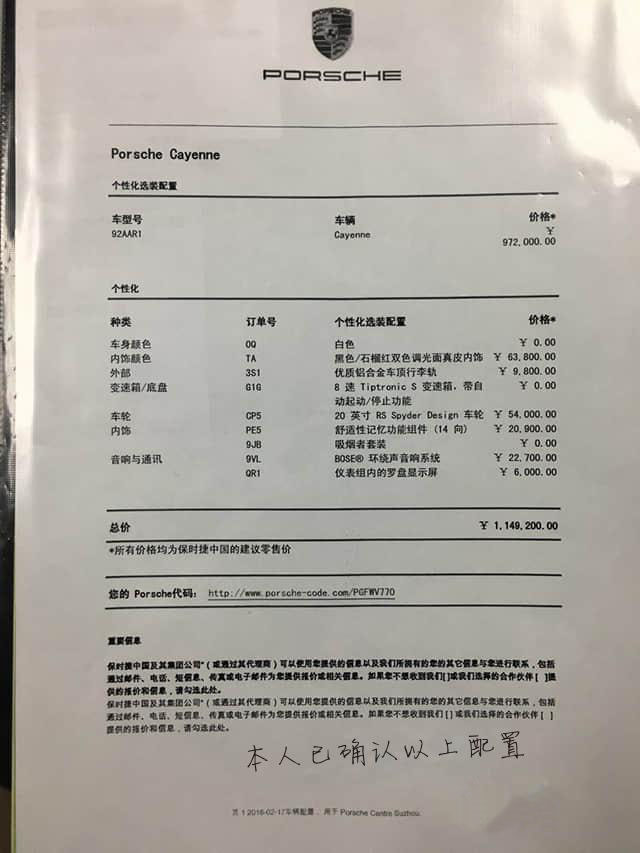 PORSCHE
Porsche Cayenne
个性化选装配置
车型号 车辆 价格*
92AAR1 Cayenne ￥
972,000.00
个性化
种类 订单号 个性化选装配置 价格*
车身颜色 0Q 白色 ￥ 0.00
内饰颜色 TA 黑色/石榴红双色调光面真皮内饰 ￥ 63,800.00
外部 3S1 优质铝合金车顶行李轨 ￥ 9,800.00
变速箱/底盘 G1G 8 速 Tiptronic S 变速箱，带自 ￥ 0.00
动起动/停止功能
车轮 CP5 20 英寸 RS Spyder Design 车轮 ￥ 54,000.00
内饰 PE5 舒适性记忆功能组件 (14 向) ￥ 20,900.00
9JB 吸烟者套装 ￥ 0.00
音响与通讯 9VL BOSE® 环绕声音响系统 ￥ 22,700.00
QR1 仪表组内的罗盘显示屏 ￥ 6,000.00
总价 ￥ 1,149,200.00
*所有价格均为保时捷中国的建议零售价
您的 Porsche代码: http://www.porsche-code.com/PGFWV770
重要信息
保时捷中国及其集团公司"（或通过其代理商）可以使用您提供的信息以及我们所拥有的您的其它信息与您进行联系，包括
通过邮件、电话、短信息、传真或电子邮件为您提供报价或相关信息。如果您不想收到我们[]或我们选择的合作伙伴 [ ]提
供的报价和信息，请勾选此处。
保时捷中国及其集团公司"（或通过其代理商）可以使用您提供的信息以及我们所拥有的您的其它信息与您进行联系，包括
通过邮件、电话、短信息、传真或电子邮件为您提供报价或相关信息。如果您不想收到我们[]或我们选择的合作伙伴 [ ]
提供的报价和信息，请勾选此处。
本人已确认以上配置
页 1 2016-02-17车辆配置 ，用于 Porsche Centre Suzhou.